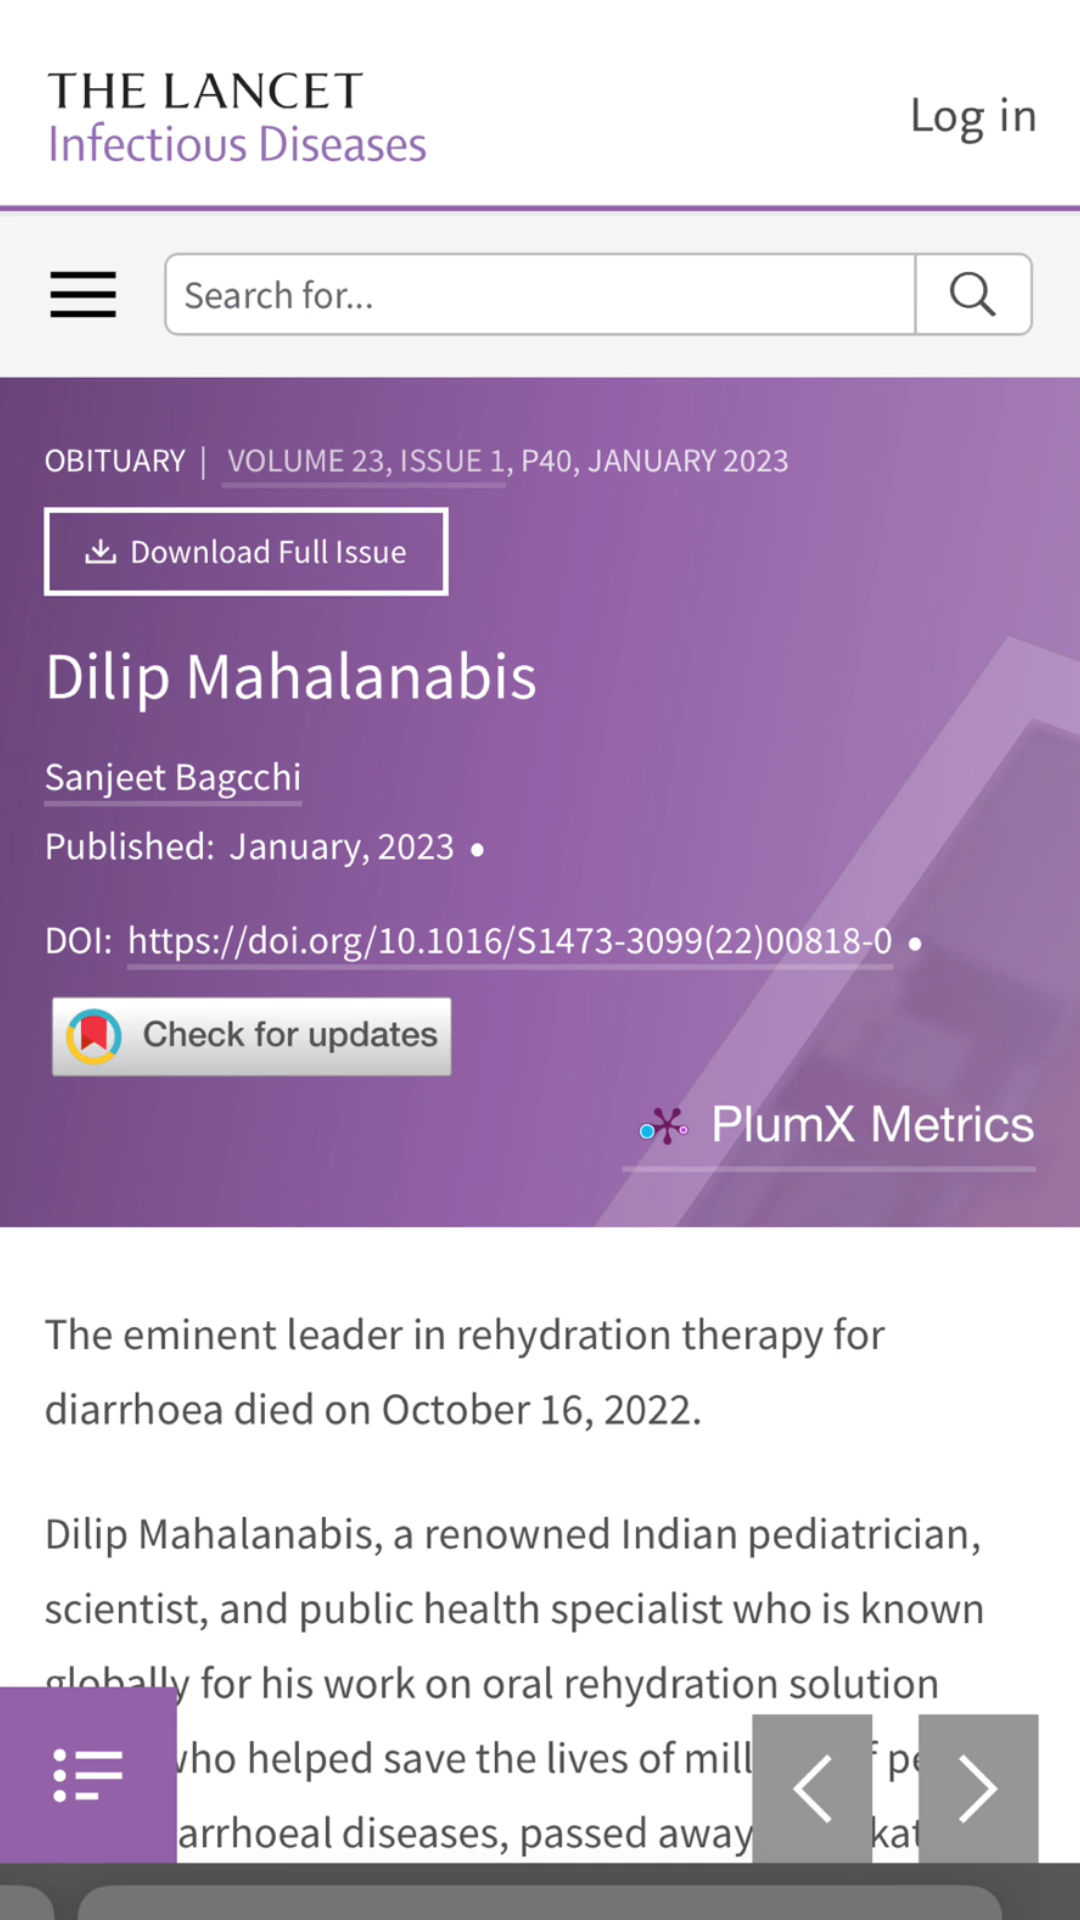 THE LANCET
Infectious Diseases
Log in
Search for...
OBITUARY | VOLUME 23, ISSUE 1, P40, JANUARY 2023
Download Full Issue
Dilip Mahalanabis
Sanjeet Bagcchi
Published: January, 2023 •
DOI: https://doi.org/10.1016/S1473-3099(22)00818-0 •
Check for updates
PlumX Metrics
The eminent leader in rehydration therapy for
diarrhoea died on October 16, 2022.
Dilip Mahalanabis, a renowned Indian pediatrician,
scientist, and public health specialist who is known
globally for his work on oral rehydration solution
who helped save the lives of
diseases, passed away